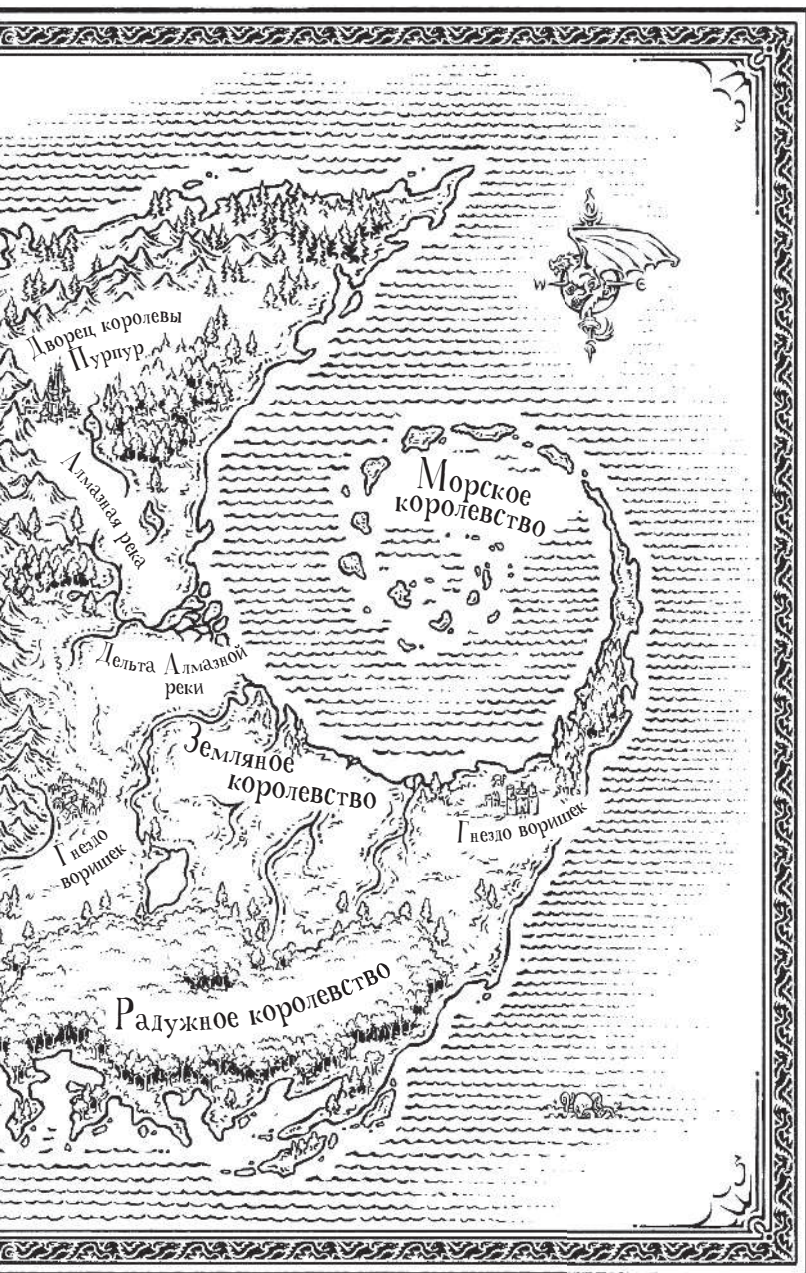 W E
Дворец королевы
Пурпур
Алмазная река
Морское
королевство
Дельта Алмазной
реки
Земляное
королевство
Гнездо воришек
Гнездо
воришек
Радужное королевство